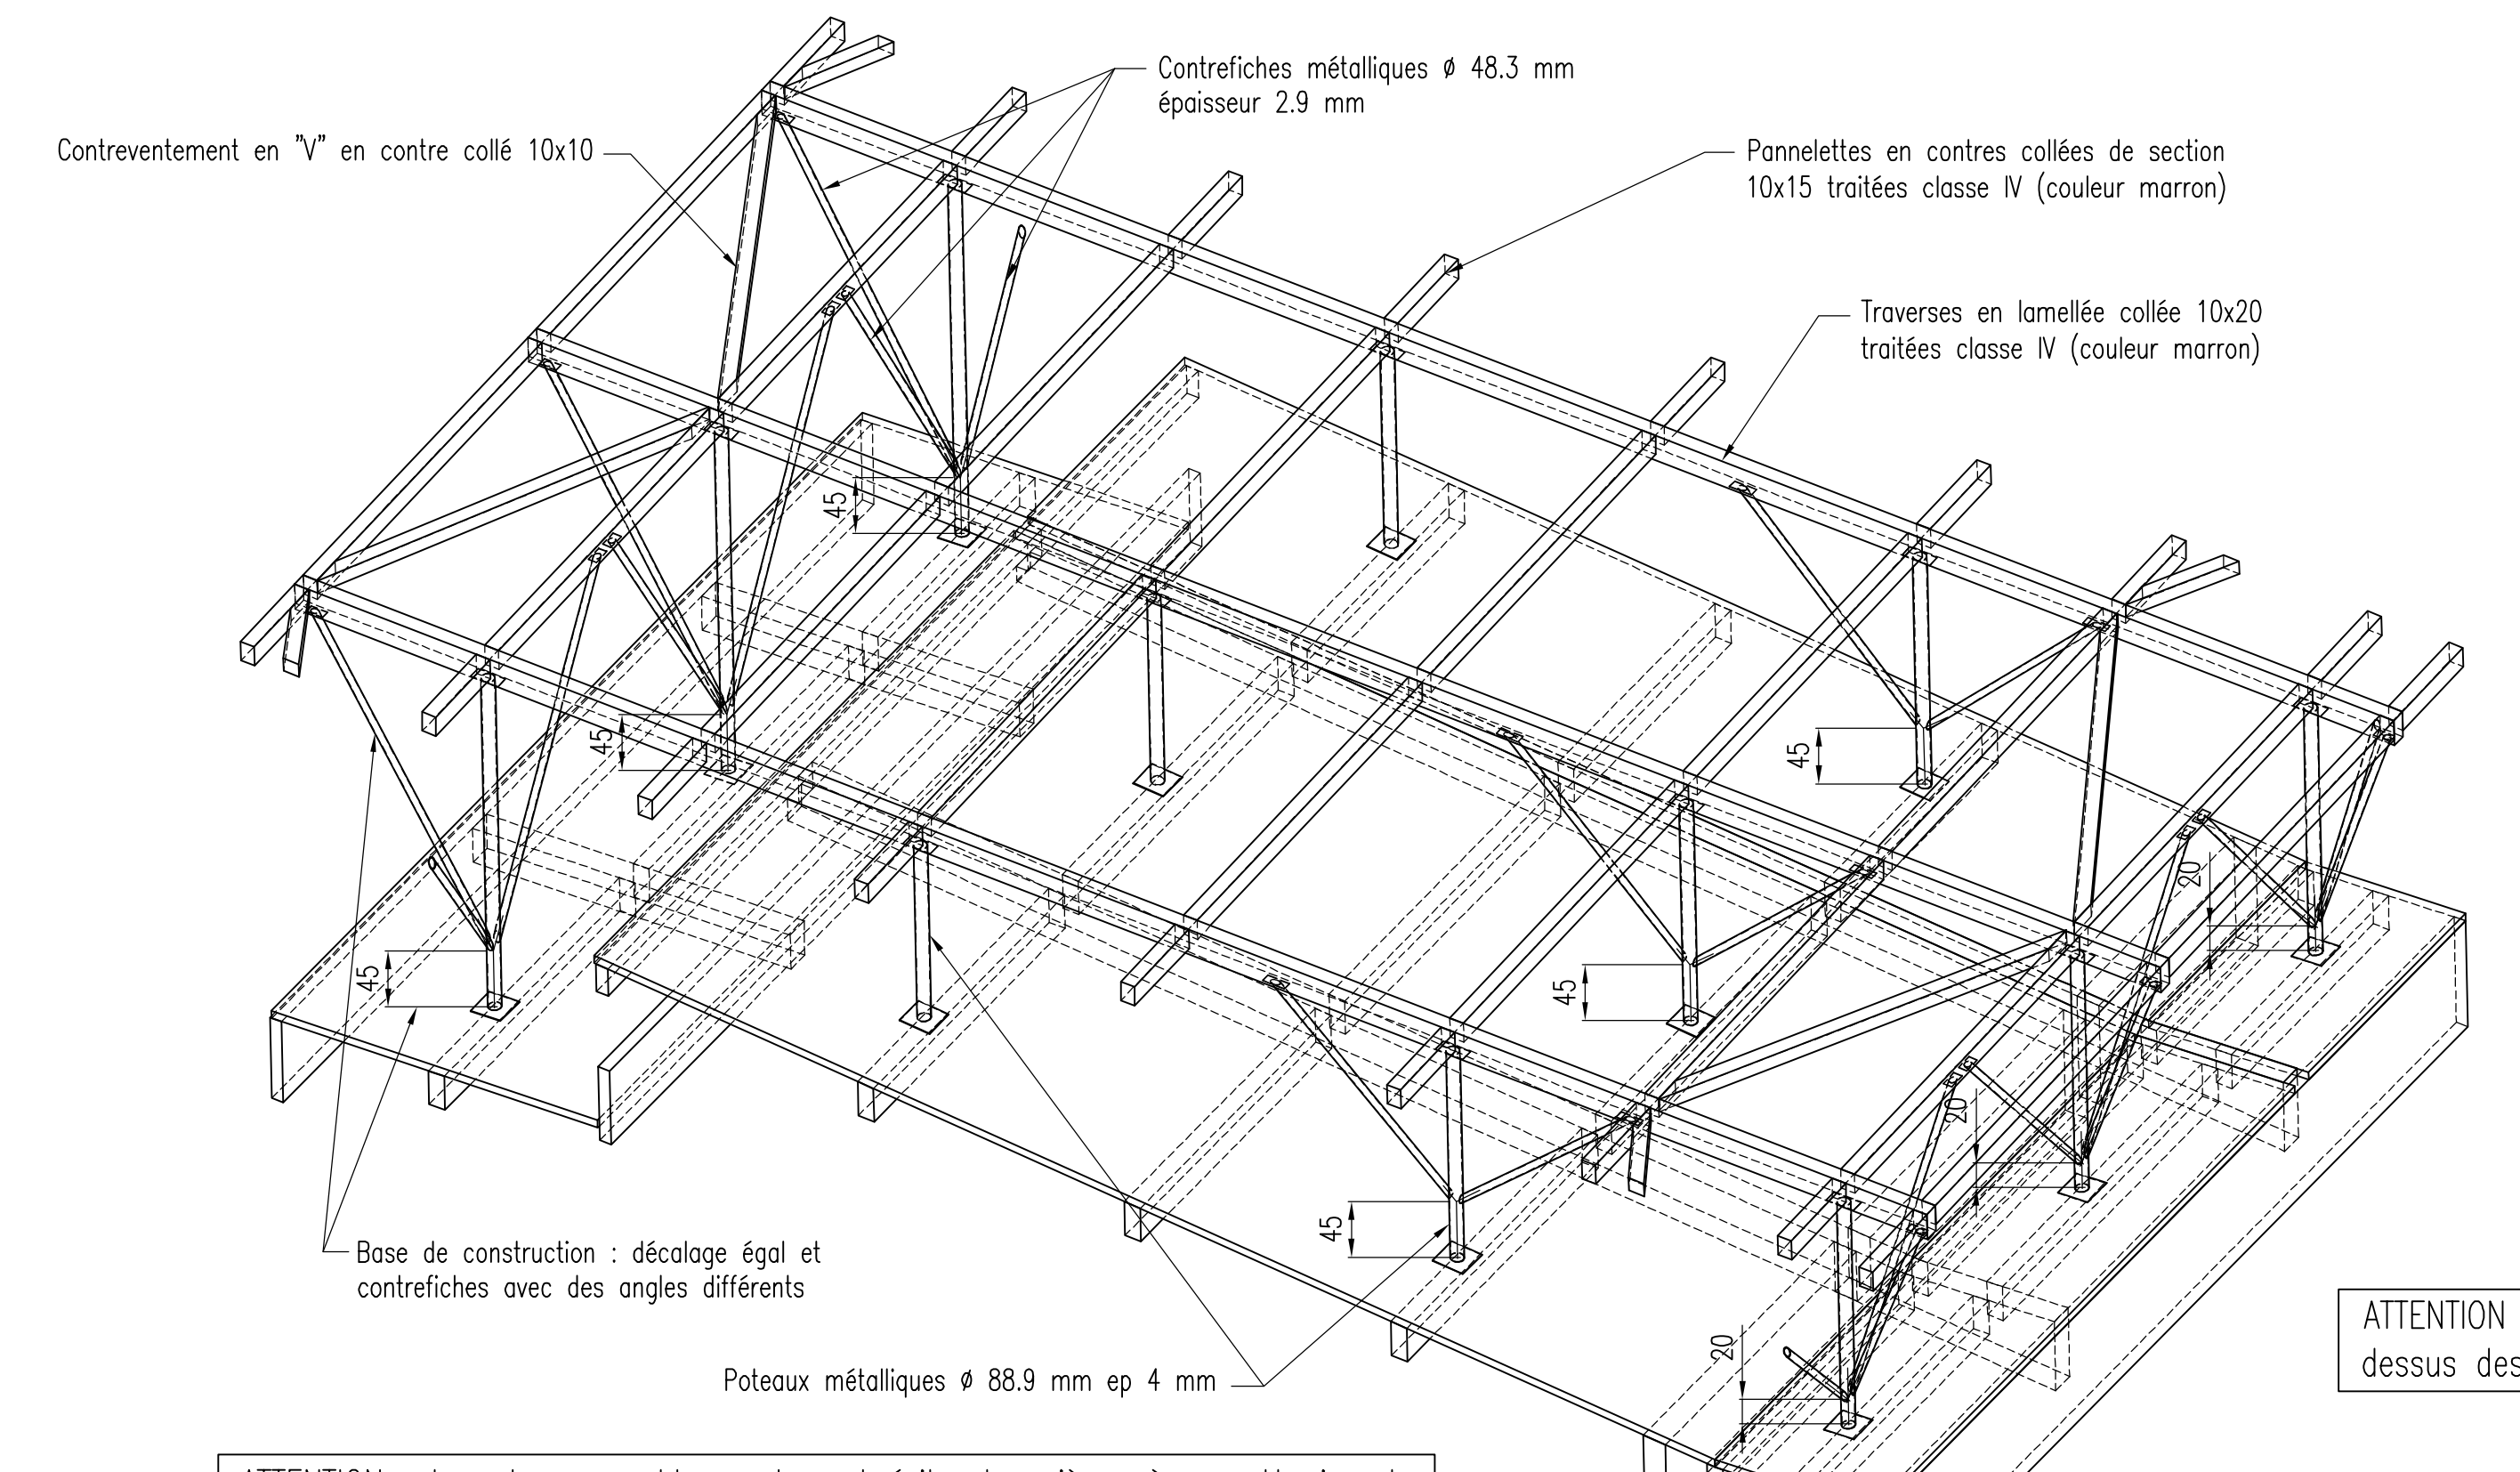 Contrefiches métalliques ø 48.3 mm
épaisseur 2.9 mm
Contreventement en "V" en contre collé 10x10
Pannelettes en contres collées de section
10x15 traitées classe IV (couleur marron)
Traverses en lamellée collée 10x20
traitées classe IV (couleur marron)
45
45
45
45
20
45
20
45
20
Base de construction : décalage égal et
contrefiches avec des angles différents
Poteaux métalliques ø 88.9 mm ep 4 mm
ATTENTION
dessus des
ATTENTION